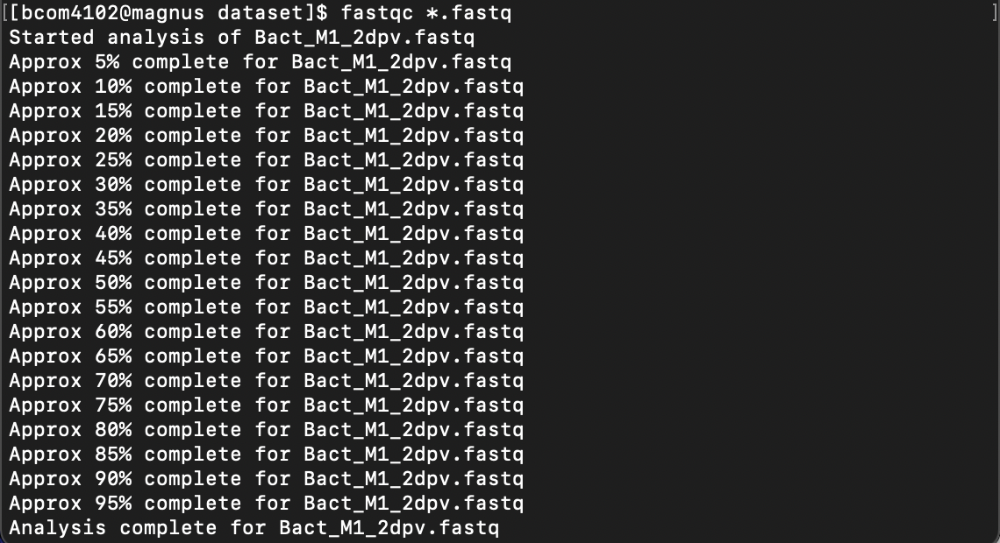 [[bcom4102@magnus dataset]$ fastqc *.fastq ]
Started analysis of Bact_M1_2dpv.fastq
Approx 5% complete for Bact_M1_2dpv.fastq
Approx 10% complete for Bact_M1_2dpv.fastq
Approx 15% complete for Bact_M1_2dpv.fastq
Approx 20% complete for Bact_M1_2dpv.fastq
Approx 25% complete for Bact_M1_2dpv.fastq
Approx 30% complete for Bact_M1_2dpv.fastq
Approx 35% complete for Bact_M1_2dpv.fastq
Approx 40% complete for Bact_M1_2dpv.fastq
Approx 45% complete for Bact_M1_2dpv.fastq
Approx 50% complete for Bact_M1_2dpv.fastq
Approx 55% complete for Bact_M1_2dpv.fastq
Approx 60% complete for Bact_M1_2dpv.fastq
Approx 65% complete for Bact_M1_2dpv.fastq
Approx 70% complete for Bact_M1_2dpv.fastq
Approx 75% complete for Bact_M1_2dpv.fastq
Approx 80% complete for Bact_M1_2dpv.fastq
Approx 85% complete for Bact_M1_2dpv.fastq
Approx 90% complete for Bact_M1_2dpv.fastq
Approx 95% complete for Bact_M1_2dpv.fastq
Analysis complete for Bact_M1_2dpv.fastq